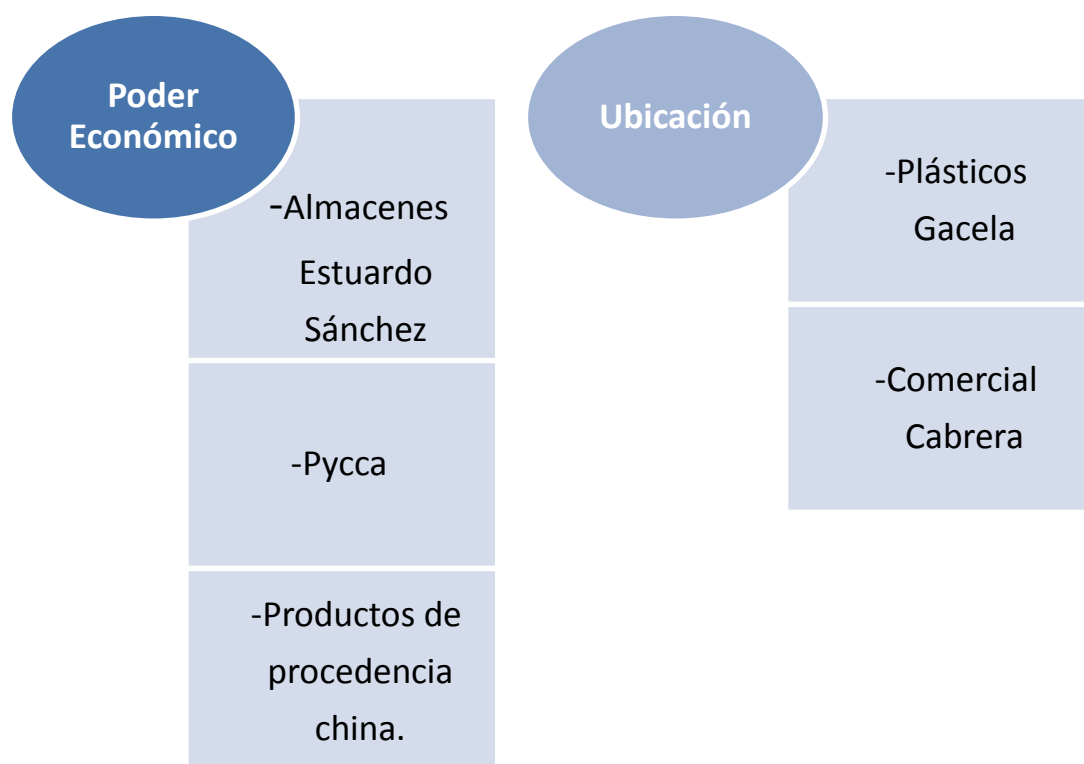 Poder
Económico
-Almacenes
Estuardo
Sánchez
-Pycca
-Productos de
procedencia
china.
Ubicación
-Plásticos
Gacela
-Comercial
Cabrera